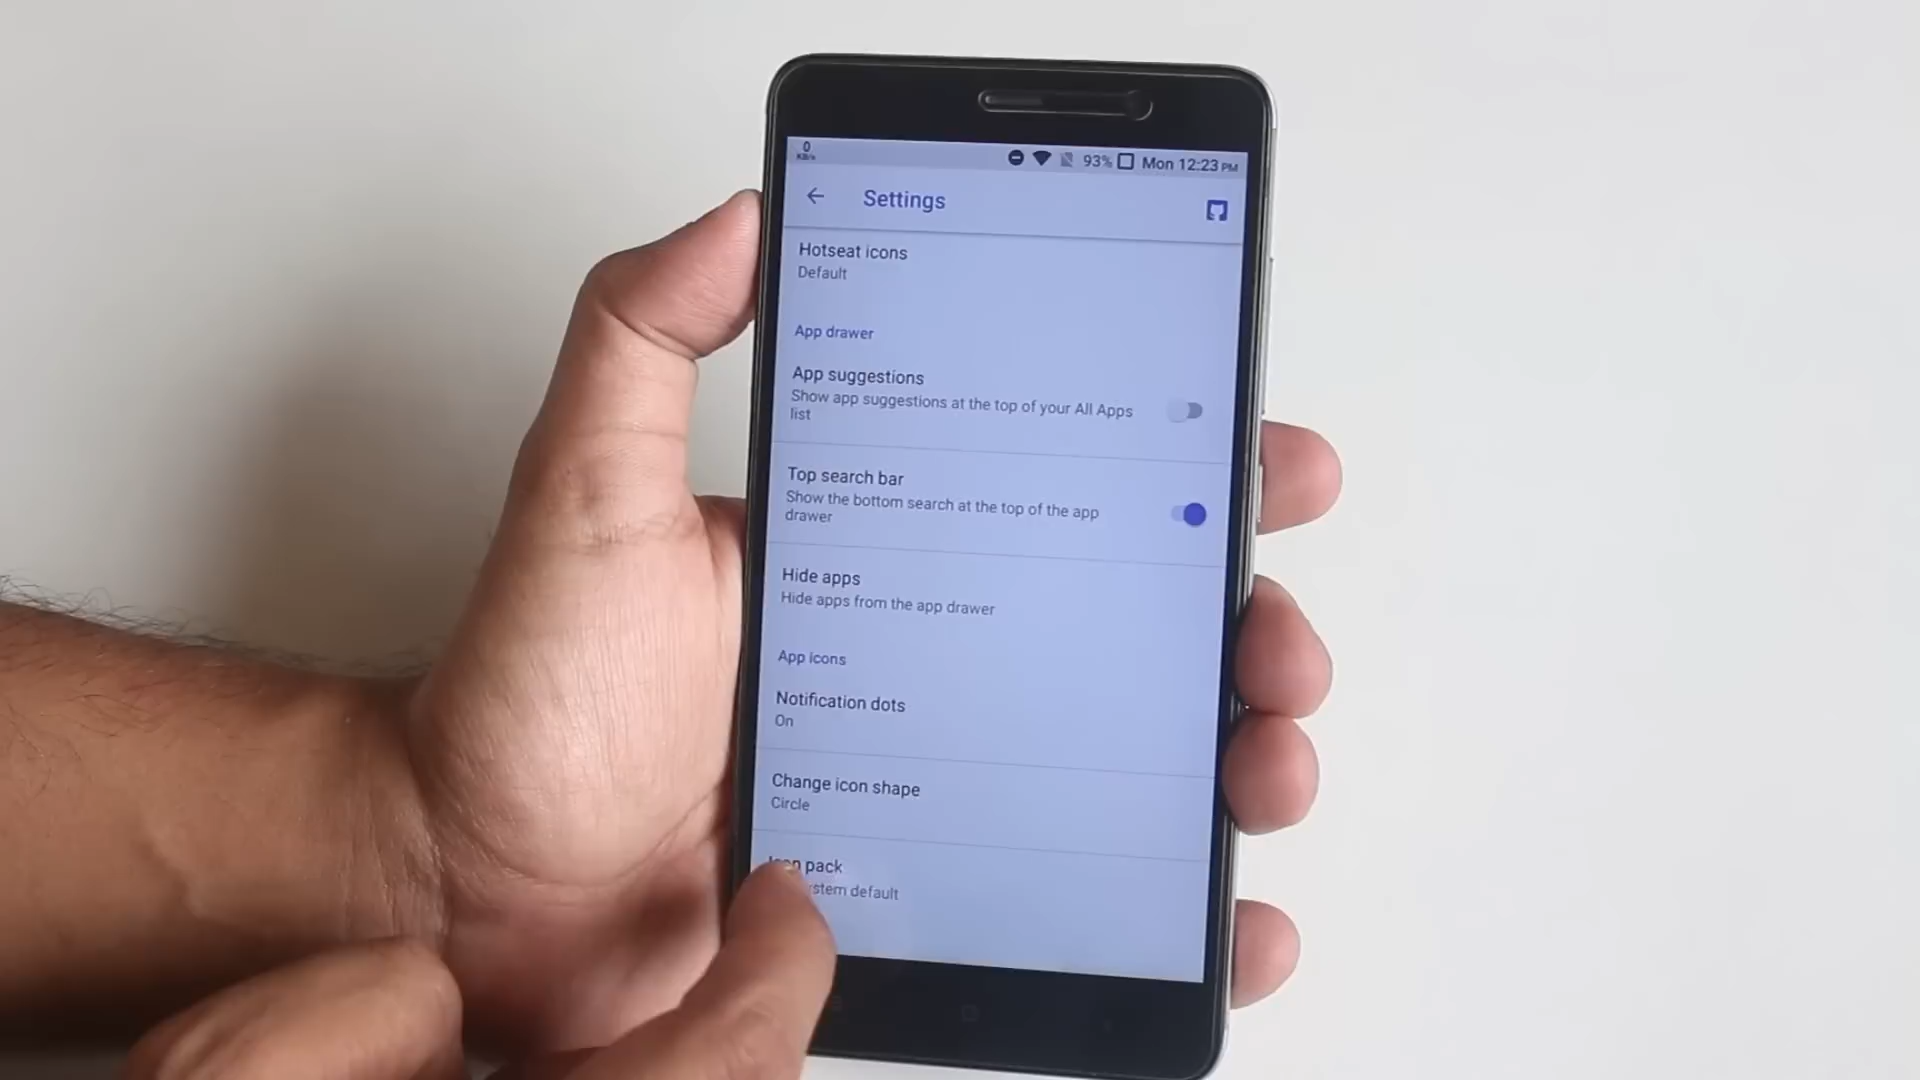 0
KB/s
93%
Mon 12:23 PM
Settings
Hotseat icons
Default
App drawer
App suggestions
Show app suggestions at the top of your All Apps
list
Top search bar
Show the bottom search at the top of the app
drawer
Hide apps
Hide apps from the app drawer
App icons
Notification dots
On
Change icon shape
Circle
pack
default